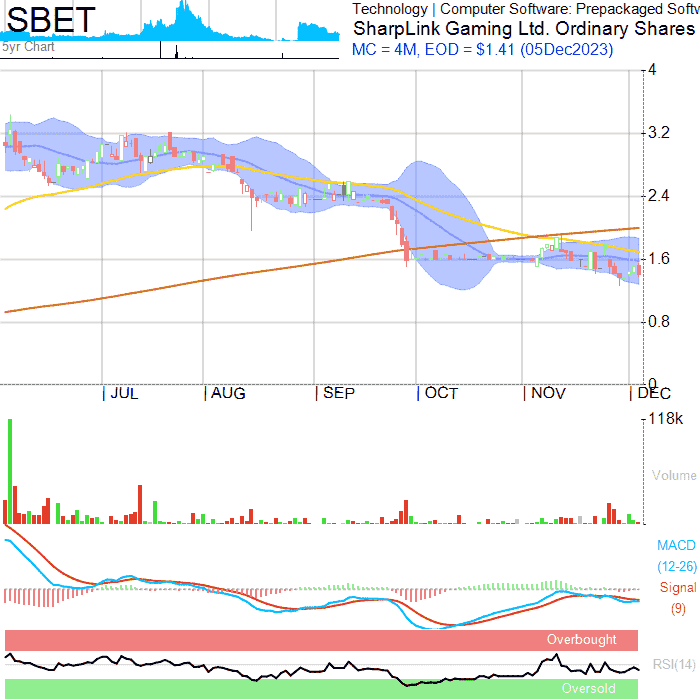 SBET
Technology | Computer Software: Prepackaged Softw
SharpLink Gaming Ltd. Ordinary Shares
MC = 4M, EOD = $1.41 (05Dec2023)
5yr Chart
4
3.2
2.4
1.6
0.8
0
JUL
AUG
SEP
OCT
NOV
DEC
118k
Volume
MACD
(12-26)
Signal
(9)
Overbought
RSI(14)
Oversold